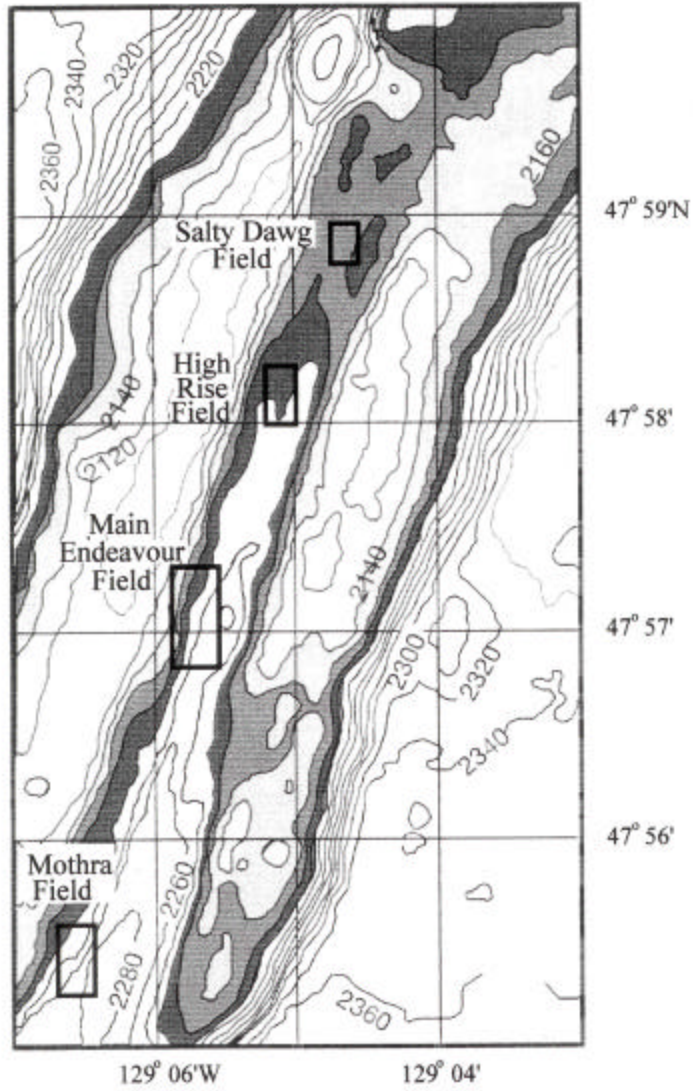 2340
2320
2220
2360
2160
47° 59'N
Salty Dawg
Field
High
Rise
Field
47° 58'
2140
2120
Main
Endeavour
Field
2140
47° 57'
2300
2320
2340
47° 56'
Mothra
Field
2260
2280
2360
129° 06'W
129° 04'